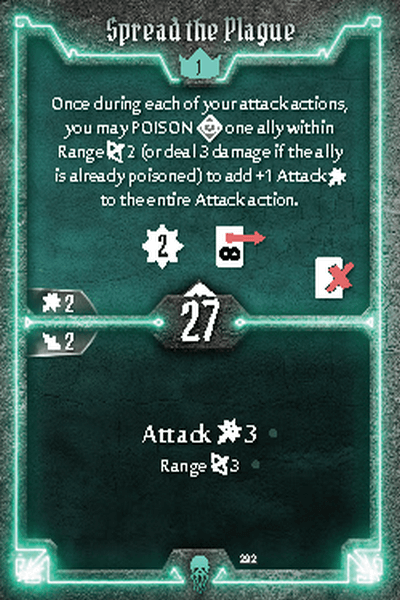 Spread the Plague
1
Once during each of your attack actions,
you may POISON one ally within
Range 2 (or deal 3 damage if the ally
is already poisoned) to add +1 Attack
to the entire Attack action.
2
2
27
2
Attack 3
Range 3
292